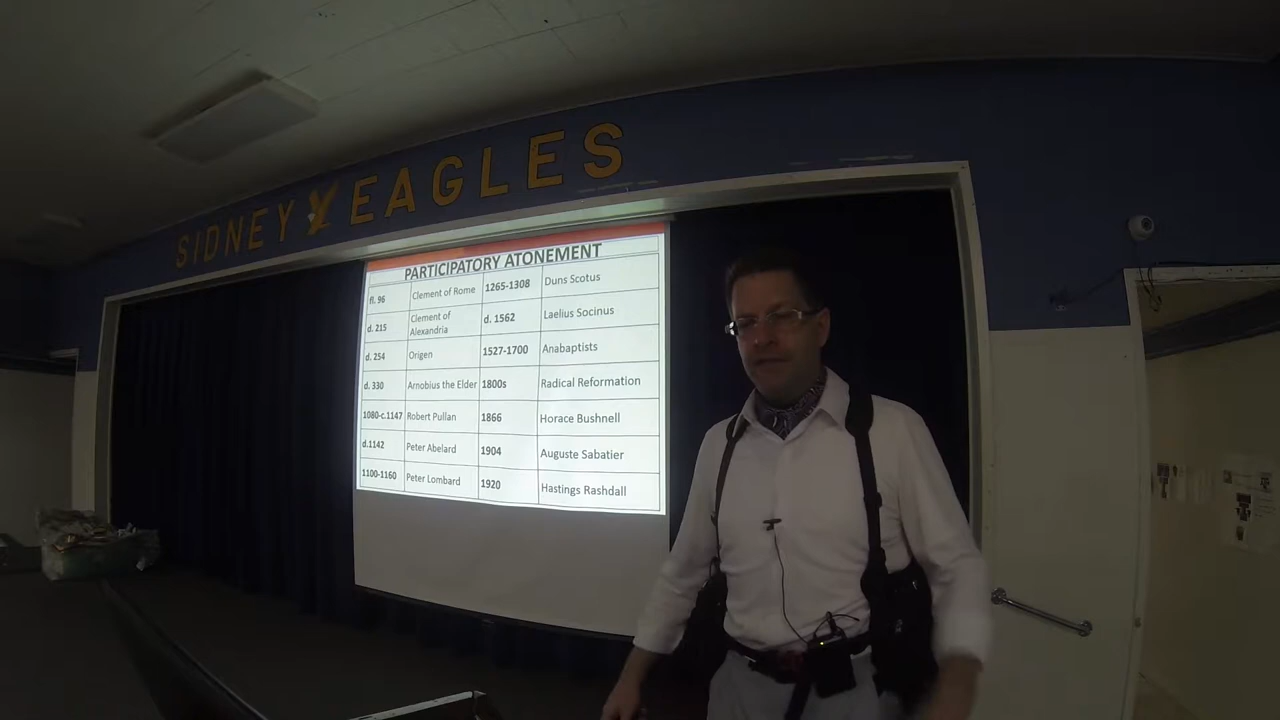 SIDNEY EAGLES
PARTICIPATORY ATONEMENT
fl. 96 Clement of Rome 1265-1308 Duns Scotus
d. 215 Clement of Alexandria d. 1562 Laelius Socinus
d. 254 Origen 1527-1700 Anabaptists
d. 330 Arnobius the Elder 1800s Radical Reformation
1080-c.1147 Robert Pullan 1866 Horace Bushnell
d.1142 Peter Abelard 1904 Auguste Sabatier
1100-1160 Peter Lombard 1920 Hastings Rashdall